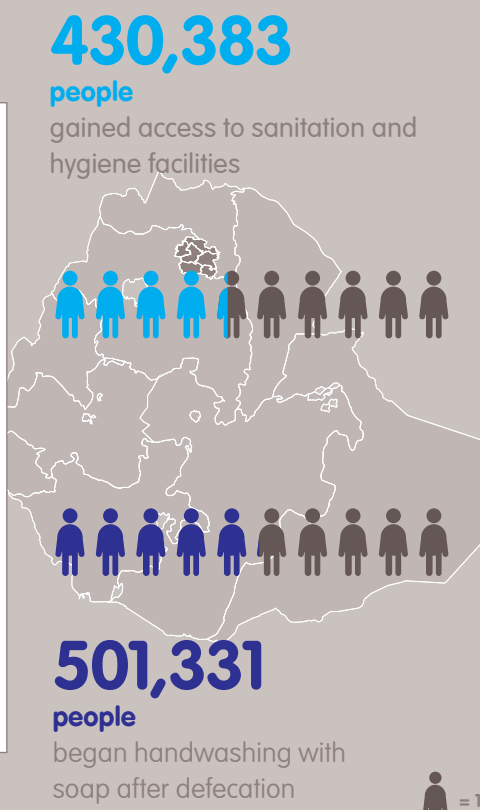 430,383
people
gained access to sanitation and
hygiene facilities
501,331
people
began handwashing with
soap after defecation
= 1